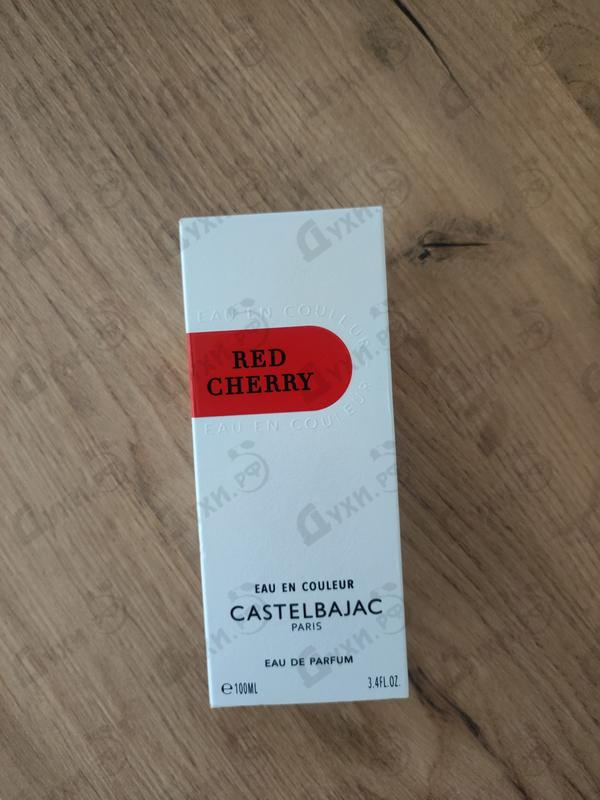 EAU EN COULEUR
RED
CHERRY
EAU EN COULEUR
EAU EN COULEUR
CASTELBAJAC
PARIS
EAU DE PARFUM
℮100ML
3.4FL.OZ.
Духи.рф